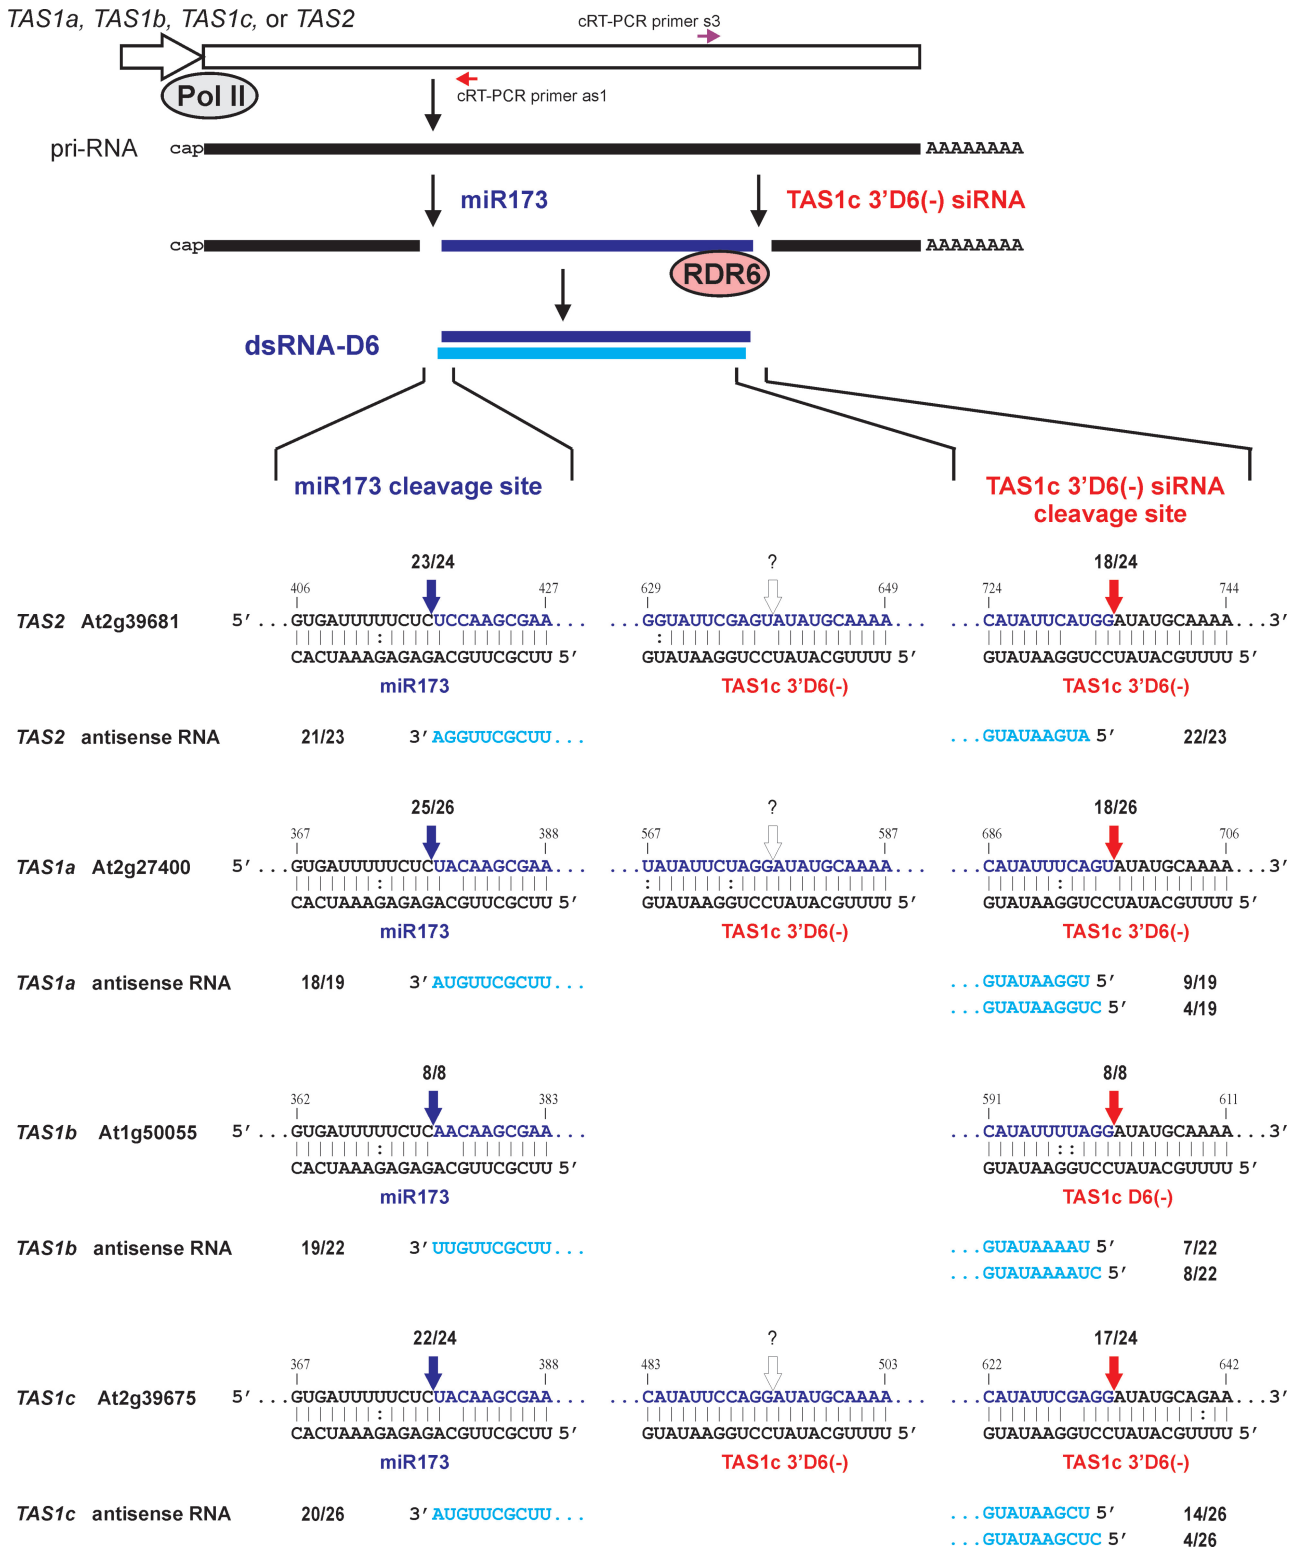 TAS1a, TAS1b, TAS1c, or TAS2
cRT-PCR primer s3
Pol II
cRT-PCR primer as1
pri-RNA cap AAAAAAAA
miR173 TAS1c 3'D6(-) siRNA
cap AAAAAAAA
RDR6
dsRNA-D6
miR173 cleavage site
TAS1c 3'D6(-) siRNA
cleavage site
23/24 ? 18/24
406 427 629 649 724 744
TAS2 At2g39681 5' ...GUGAUUUUUCUCUCCAAGCGAA... ...GGUAUUCGAGUAUAUGCAAAA... ...CAUAUUCAUGGAUAUGCAAAA...3'
CACUAAAGAGAGACGUUCGCUU 5' GUAUAAGGUCCUAUACGUUUU 5' GUAUAAGGUCCUAUACGUUUU 5'
miR173 TAS1c 3'D6(-) TAS1c 3'D6(-)
TAS2 antisense RNA 21/23 3' AGGUUCGCUU... ...GUAUAAGUA 5' 22/23
25/26 ? 18/26
367 388 567 587 686 706
TAS1a At2g27400 5' ...GUGAUUUUUCUCUACAAGCGAA... ...UAUAUUCUAGGAUAUGCAAAA... ...CAUAUUUCAGUAUAUGCAAAA...3'
CACUAAAGAGAGACGUUCGCUU 5' GUAUAAGGUCCUAUACGUUUU 5' GUAUAAGGUCCUAUACGUUUU 5'
miR173 TAS1c 3'D6(-) TAS1c 3'D6(-)
TAS1a antisense RNA 18/19 3' AUGUUCGCUU... ...GUAUAAGGU 5' 9/19
...GUAUAAGGUC 5' 4/19
8/8 8/8
362 383 591 611
TAS1b At1g50055 5' ...GUGAUUUUUCUCAACAAGCGAA... ...CAUAUUUUAGGAUAUGCAAAA...3'
CACUAAAGAGAGACGUUCGCUU 5' GUAUAAGGUCCUAUACGUUUU 5'
miR173 TAS1c D6(-)
TAS1b antisense RNA 19/22 3' UUGUUCGCUU... ...GUAUAAAAU 5' 7/22
...GUAUAAAAUC 5' 8/22
22/24 ? 17/24
367 388 483 503 622 642
TAS1c At2g39675 5' ...GUGAUUUUUCUCUACAAGCGAA... ...CAUAUUCCAGGAUAUGCAAAA... ...CAUAUUCGAGGAUAUGCAGAA...3'
CACUAAAGAGAGACGUUCGCUU 5' GUAUAAGGUCCUAUACGUUUU 5' GUAUAAGGUCCUAUACGUUUU 5'
miR173 TAS1c 3'D6(-) TAS1c 3'D6(-)
TAS1c antisense RNA 20/26 3' AUGUUCGCUU... ...GUAUAAGCU 5' 14/26
...GUAUAAGCUC 5' 4/26